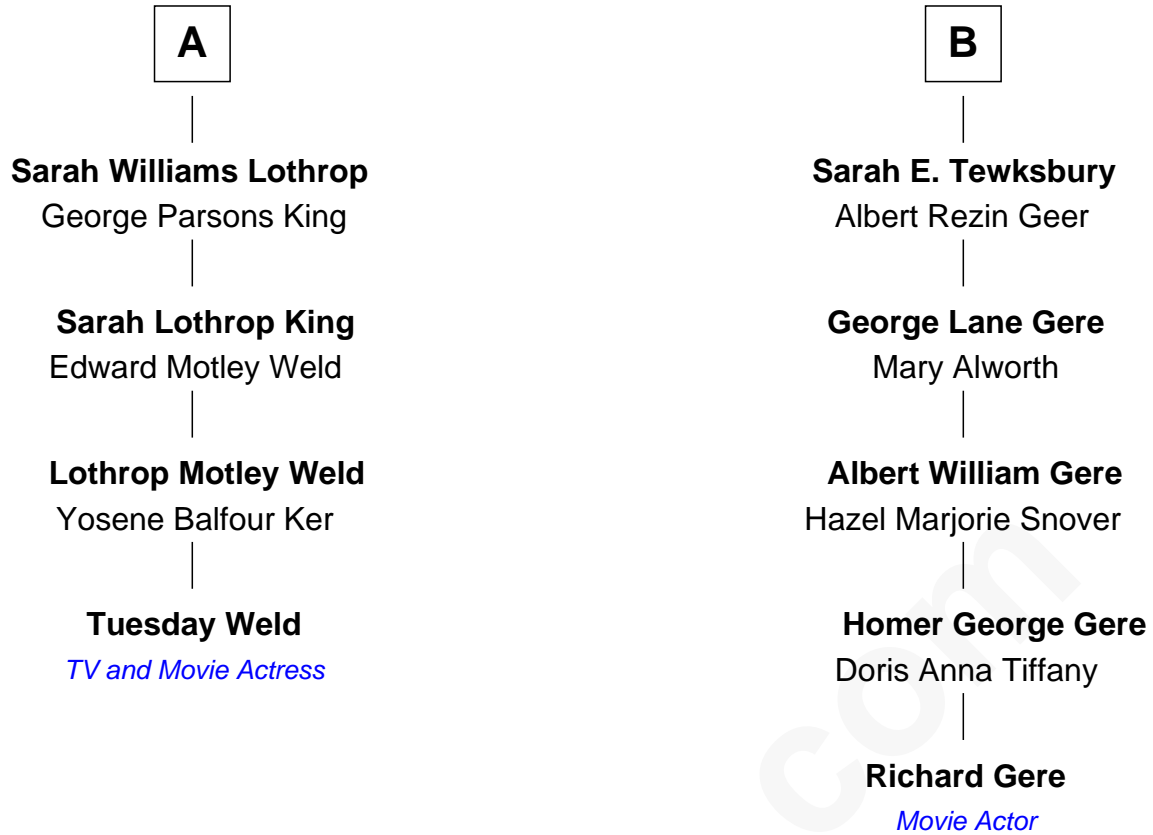 A
Sarah Williams Lothrop
George Parsons King
Sarah Lothrop King
Edward Motley Weld
Lothrop Motley Weld
Yosene Balfour Ker
Tuesday Weld
TV and Movie Actress
B
Sarah E. Tewksbury
Albert Rezin Geer
George Lane Gere
Mary Alworth
Albert William Gere
Hazel Marjorie Snover
Homer George Gere
Doris Anna Tiffany
Richard Gere
Movie Actor
com